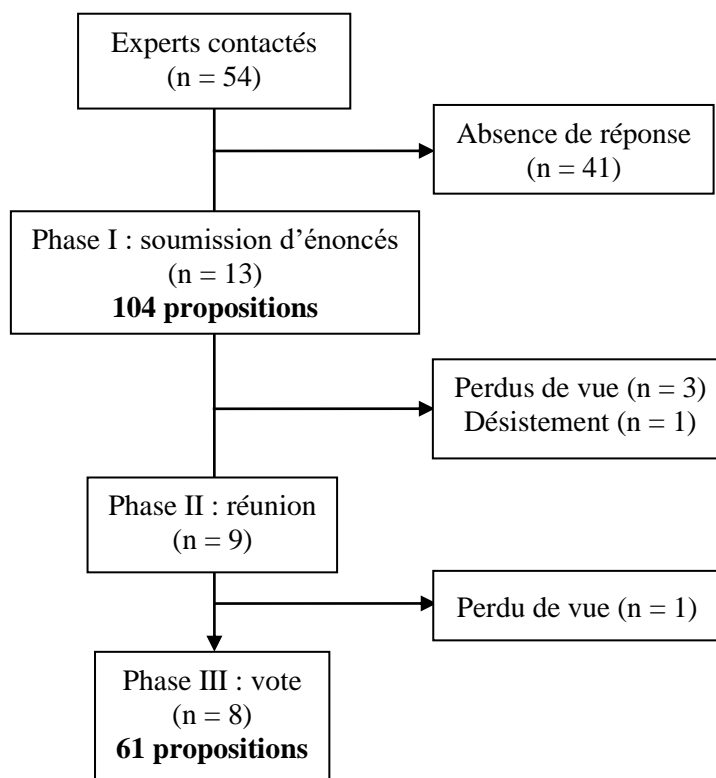 Experts contactés
(n = 54)
Absence de réponse
(n = 41)
Phase I : soumission d’énoncés
(n = 13)
104 propositions
Perdus de vue (n = 3)
Désistement (n = 1)
Phase II : réunion
(n = 9)
Perdu de vue (n = 1)
Phase III : vote
(n = 8)
61 propositions